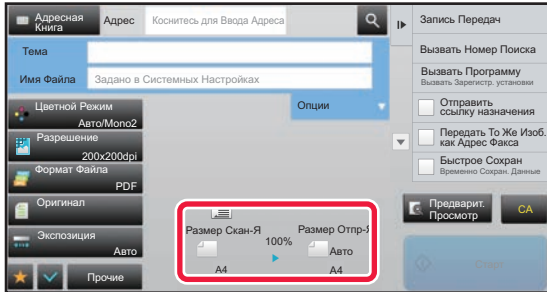 Адресная
Книга
Адрес
Коснитесь для Ввода Адреса
Тема
Имя Файла
Задано в Системных Настройках
Цветной Режим
Авто/Mono2
Опции
Разрешение
200x200dpi
Формат Файла
PDF
Оригинал
Экспозиция
Авто
Прочие
Размер Скан-Я
100%
Размер Отпр-Я
Авто
A4
A4
Запись Передач
Вызвать Номер Поиска
Вызвать Программу
Вызвать Зарегистр. установки
Отправить
ссылку назначения
Передать То Же Изоб.
как Адрес Факса
Быстрое Сохран
Временно Сохран. Данные
Предварит.
Просмотр
CA
Старт